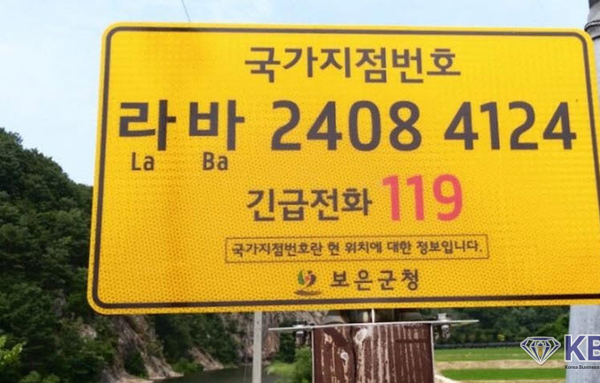 국가지점번호
라 바 2408 4124
La Ba
긴급전화 119
국가지점번호란 현 위치에 대한 정보입니다.
보은군청